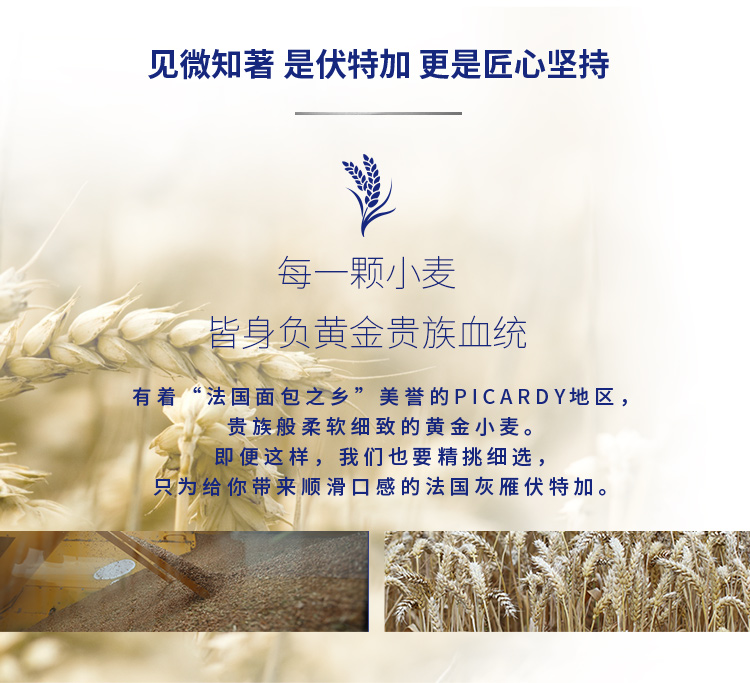 见微知著 是伏特加 更是匠心坚持
每一颗小麦
皆身负黄金贵族血统
有着“法国面包之乡”美誉的PICARDY地区，
贵族般柔软细致的黄金小麦。
即便这样，我们也要精挑细选，
只为给你带来顺滑口感的法国灰雁伏特加。